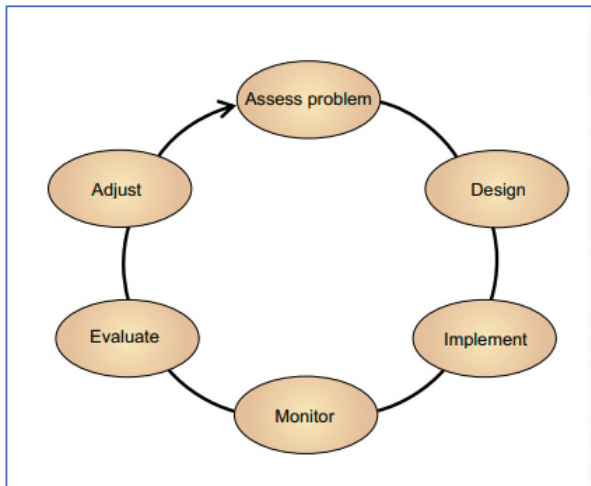 Assess problem
Design
Implement
Monitor
Evaluate
Adjust